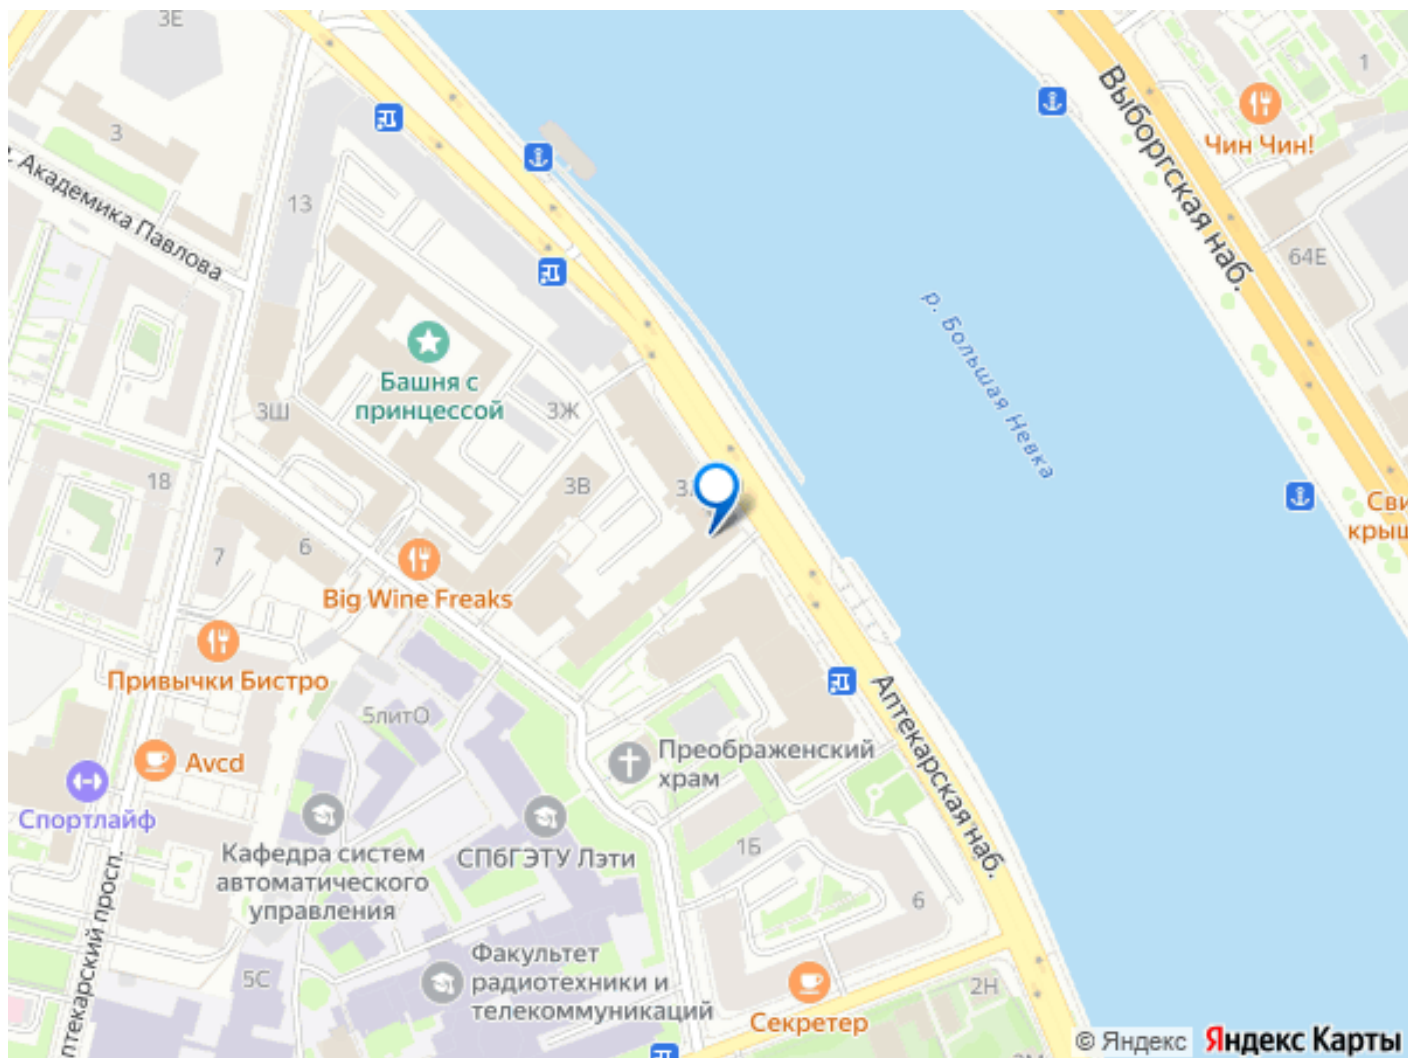 3Е
1
Чин Чин!
Выборгская наб.
3
Академика Павлова
13
64Е
р. Большая Невка
Башня с
принцессой
3Ж
3Ш
18
3В
7
6
Big Wine Freaks
Привычки Бистро
5литО
Аптекарская наб.
Преображенский
храм
Avcd
Спортлайф
Кафедра систем
автоматического
управления
СПбГЭТУ Лэти
1Б
6
Факультет
радиотехники и
телекоммуникаций
5С
2Н
Секретер
птекарский просп.
© Яндекс Яндекс Карты